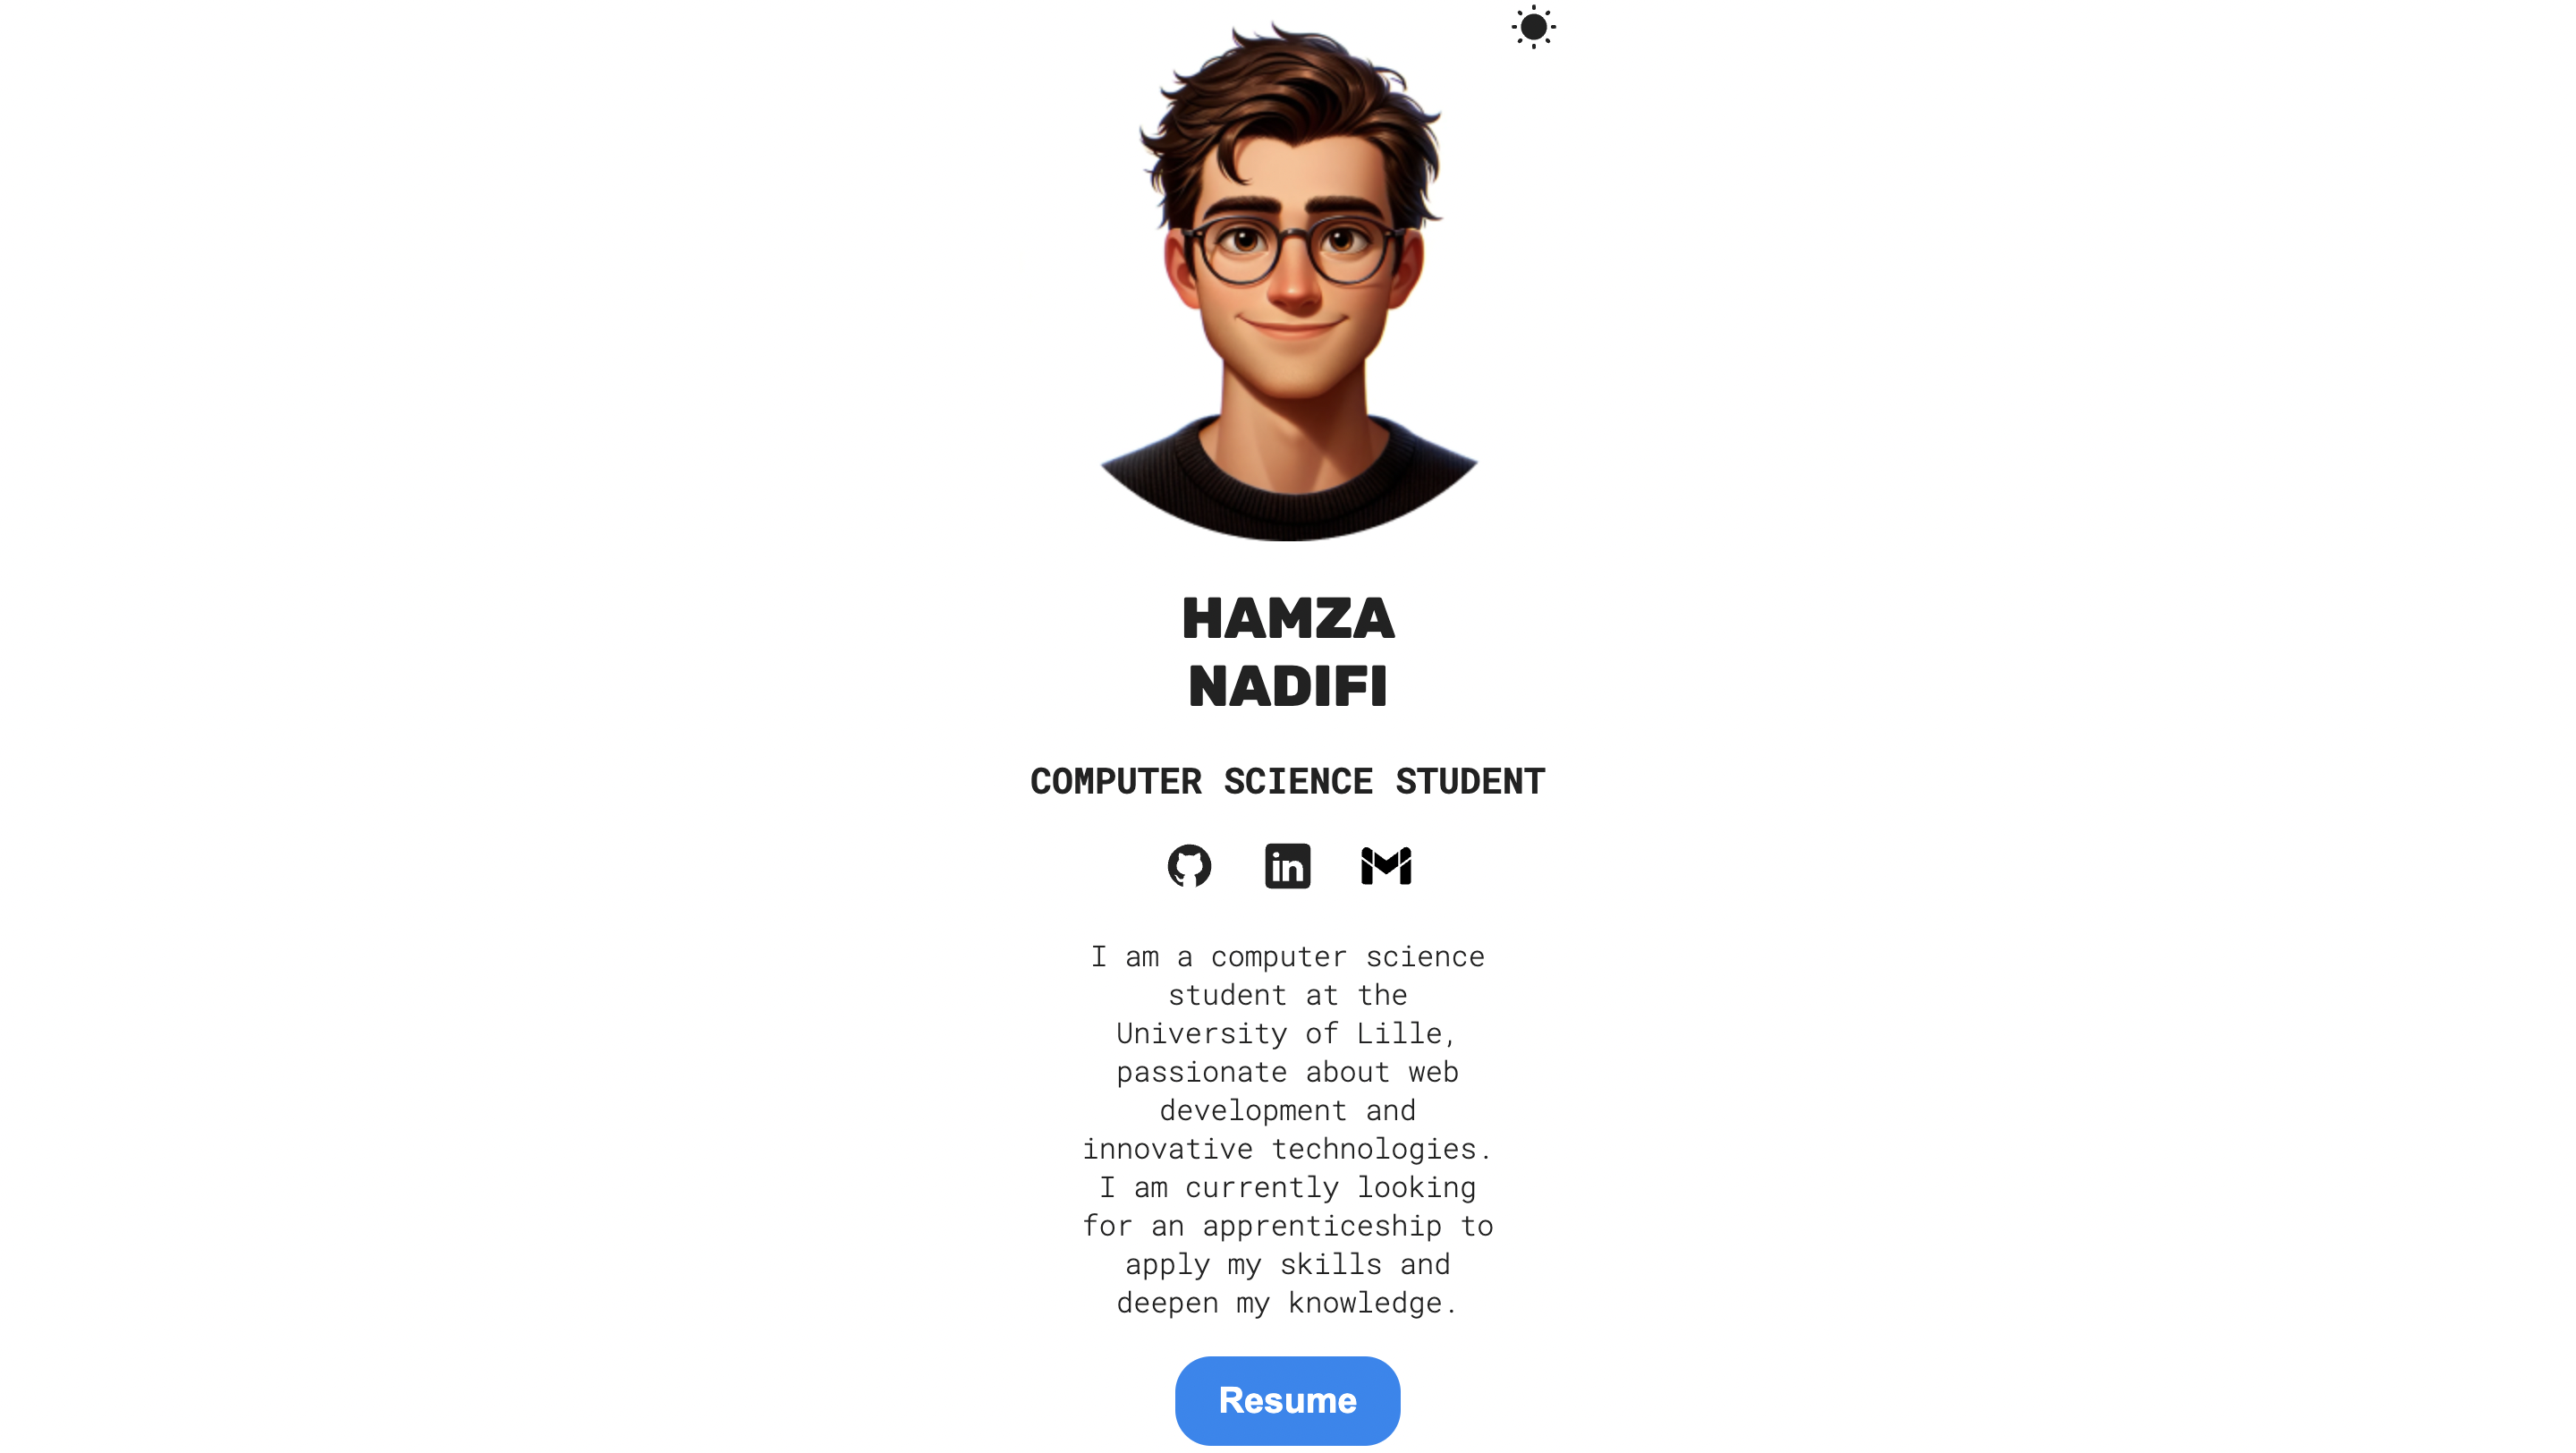 HAMZA
NADIFI
COMPUTER SCIENCE STUDENT
in
I am a computer science
student at the
University of Lille,
passionate about web
development and
innovative technologies.
I am currently looking
for an apprenticeship to
apply my skills and
deepen my knowledge.
Resume